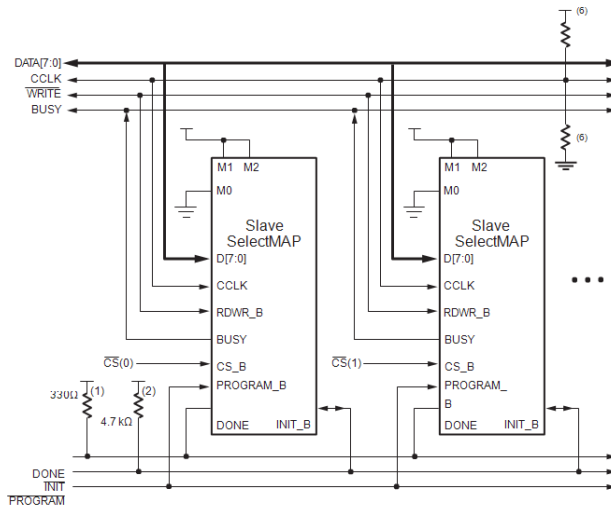 (6)
DATA[7:0]
CCLK
WRITE
BUSY
(6)
M1 M2
M0
Slave
SelectMAP
D[7:0]
CCLK
RDWR_B
BUSY
CS_B
PROGRAM_B
DONE INIT_B
CS(0)
M1 M2
M0
Slave
SelectMAP
D[7:0]
CCLK
RDWR_B
BUSY
CS_B
PROGRAM_
B
DONE INIT_B
CS(1)
330Ω (1)
4.7 kΩ (2)
DONE
INIT
PROGRAM